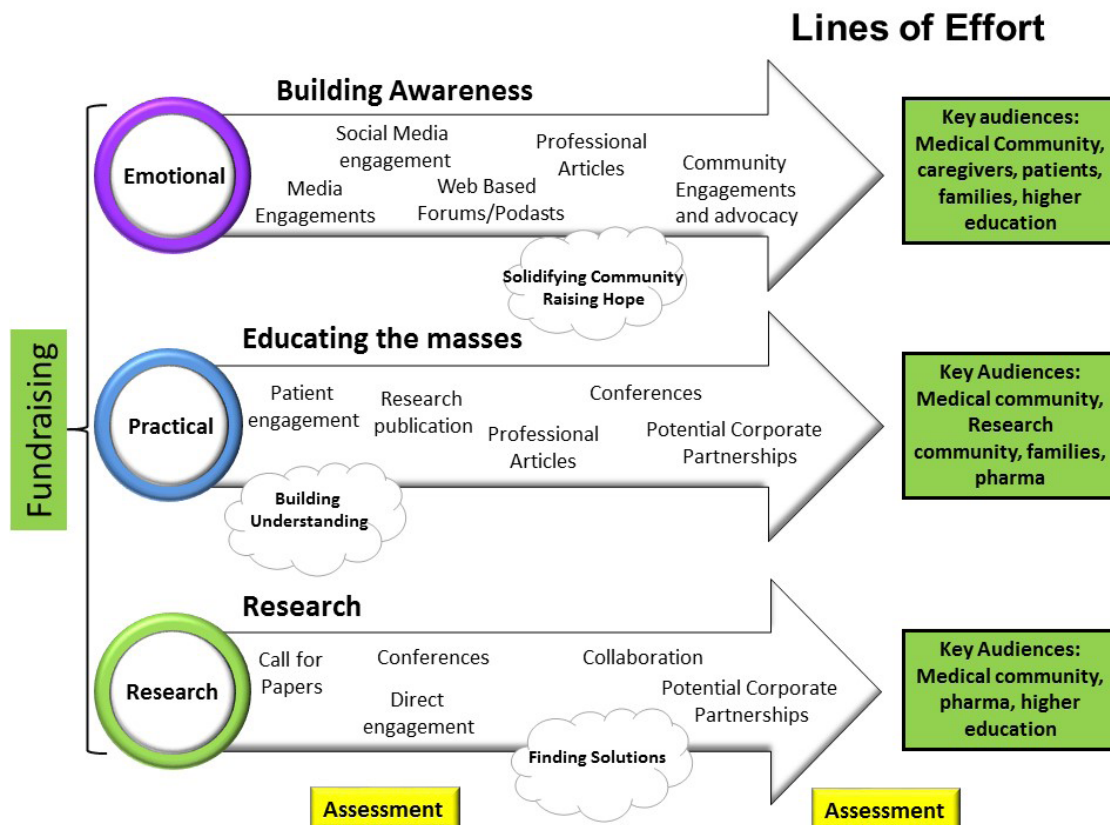 Lines of Effort
Fundraising
Building Awareness
Emotional
Social Media
engagement
Professional
Articles
Media
Engagements
Web Based
Forums/Podasts
Community
Engagements
and advocacy
Solidifying Community
Raising Hope
Key audiences:
Medical Community,
caregivers, patients,
families, higher
education
Educating the masses
Practical
Patient
engagement
Research
publication
Conferences
Professional
Articles
Potential Corporate
Partnerships
Building
Understanding
Key Audiences:
Medical community,
Research
community, families,
pharma
Research
Research
Call for
Papers
Conferences
Direct
engagement
Collaboration
Potential Corporate
Partnerships
Finding Solutions
Key Audiences:
Medical community,
pharma, higher
education
Assessment
Assessment